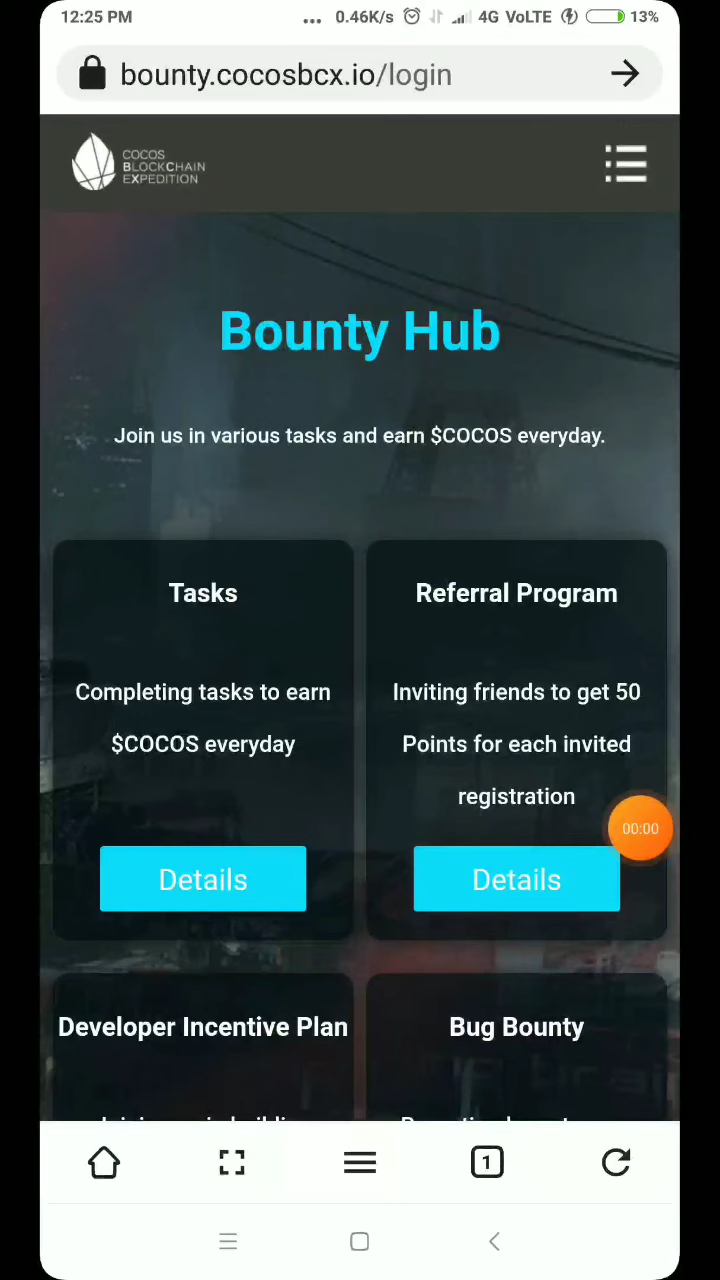 12:25 PM
... 0.46K/s 4G VoLTE 13%
bounty.cocosbcx.io/login
COCOS
BLOCKCHAIN
EXPEDITION
Bounty Hub
Join us in various tasks and earn $COCOS everyday.
Tasks
Completing tasks to earn
$COCOS everyday
Details
Referral Program
Inviting friends to get 50
Points for each invited
registration
00:00
Details
Developer Incentive Plan
Bug Bounty
1